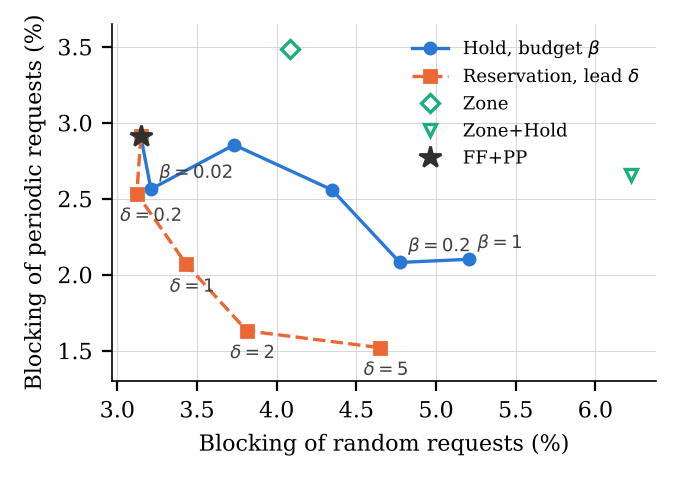 Blocking of periodic requests (%)
3.5
3.0
2.5
2.0
1.5
Hold, budget β
Reservation, lead δ
Zone
Zone+Hold
FF+PP
β = 0.02
δ = 0.2
β = 0.2
β = 1
δ = 1
δ = 2
δ = 5
3.0
3.5
4.0
4.5
5.0
5.5
6.0
Blocking of random requests (%)